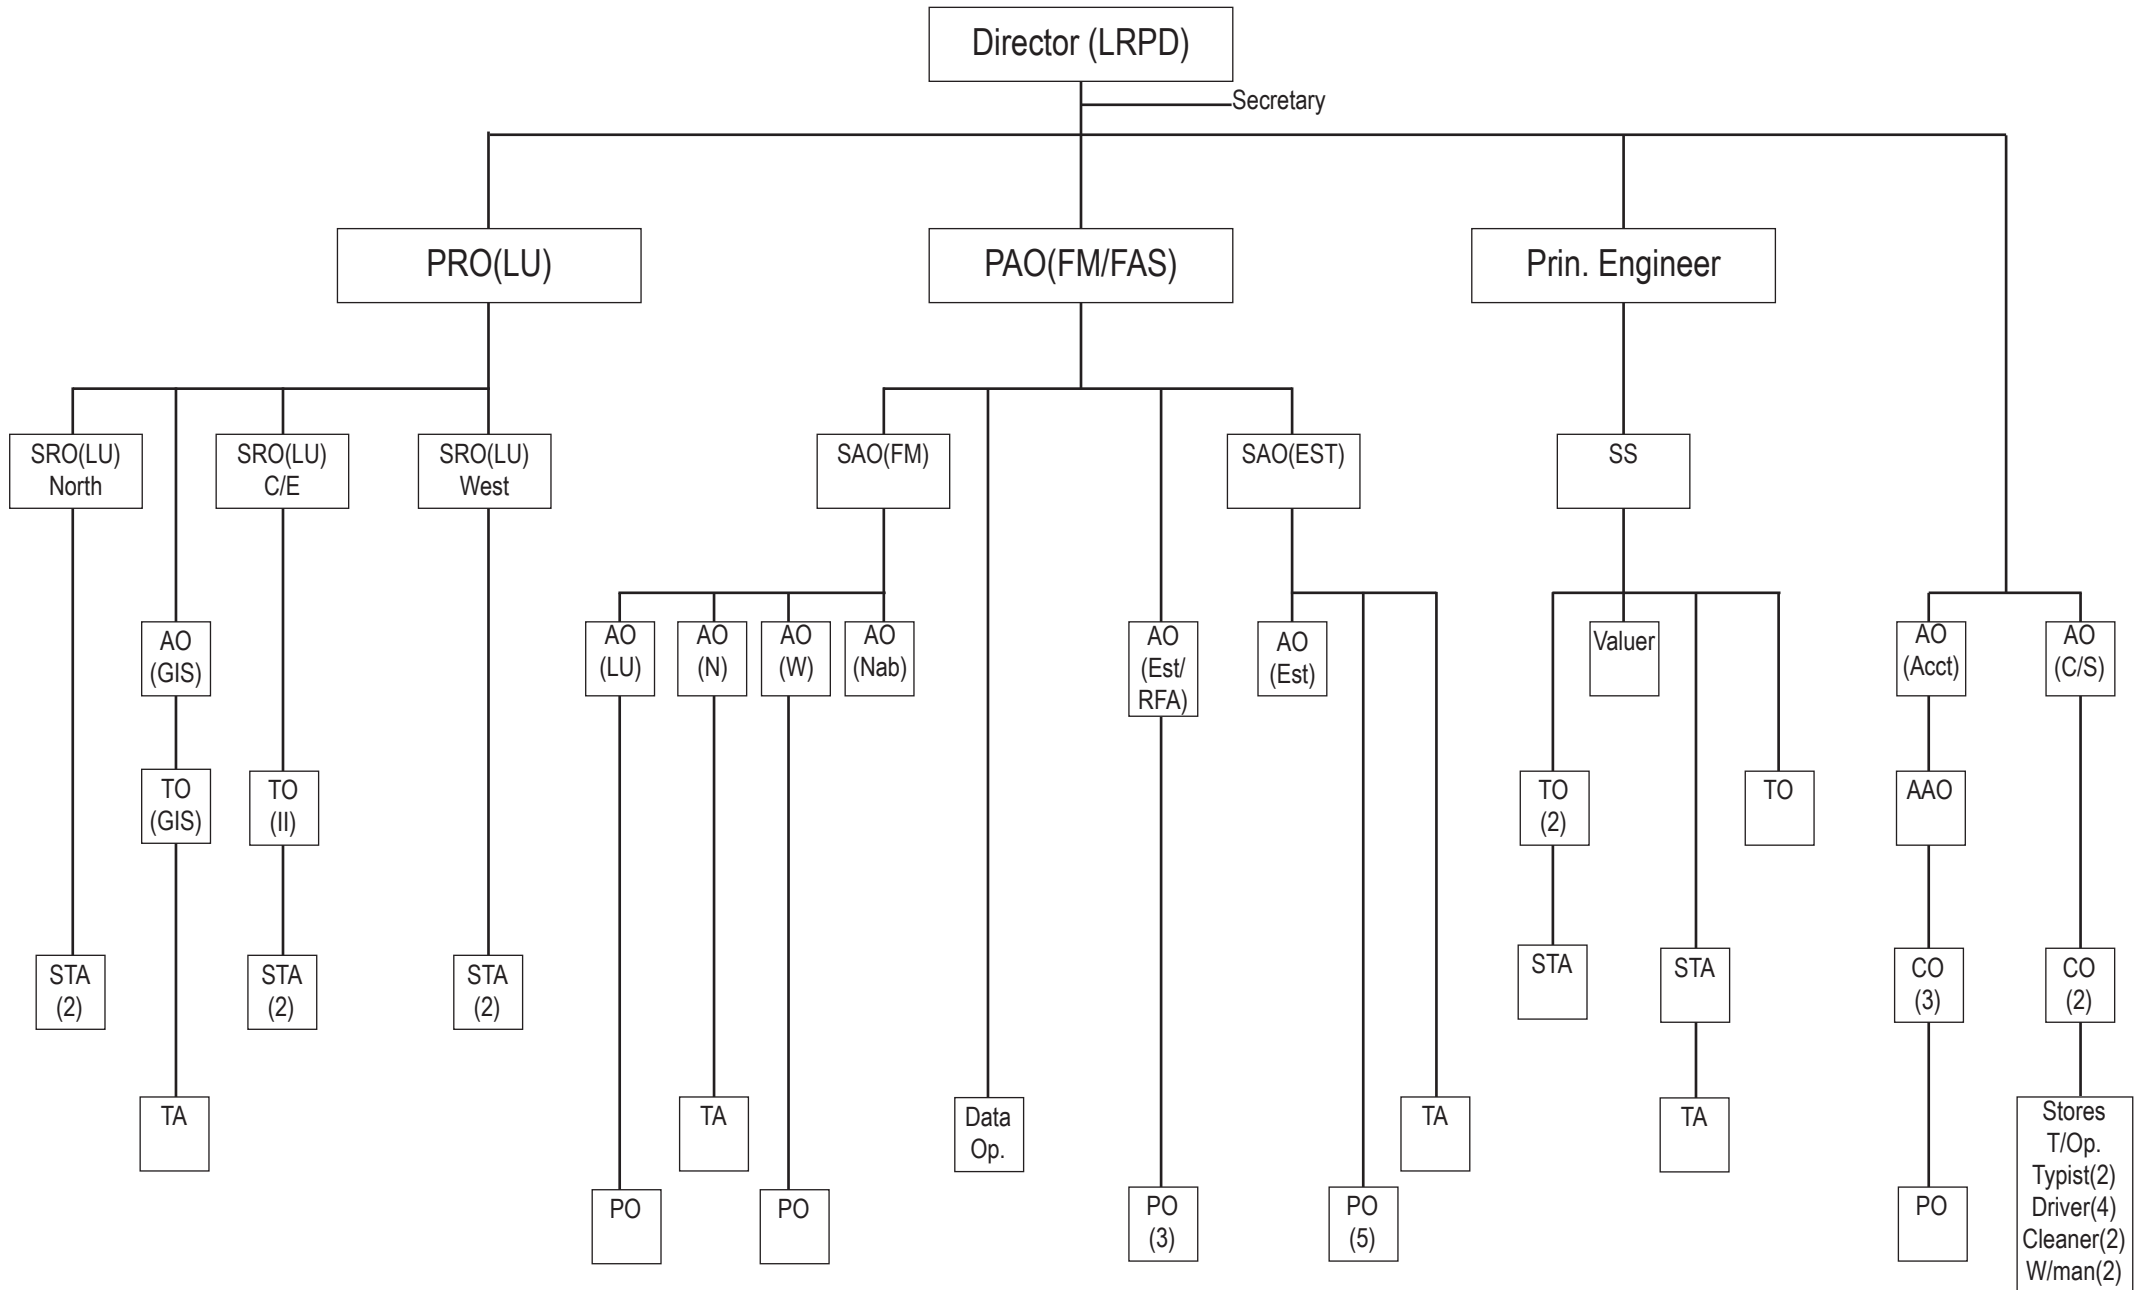 Director (LRPD)
Secretary
PRO(LU)
PAO(FM/FAS)
Prin. Engineer
SRO(LU)
North
SRO(LU)
C/E
SRO(LU)
West
SAO(FM)
SAO(EST)
SS
AO
(GIS)
AO
(LU)
AO
(N)
AO
(W)
AO
(Nab)
AO
(Est/
RFA)
AO
(Est)
Valuer
AO
(Acct)
AO
(C/S)
TO
(GIS)
TO
(II)
TO
(2)
TO
AAO
STA
(2)
STA
(2)
STA
(2)
STA
STA
CO
(3)
CO
(2)
TA
TA
Data
Op.
TA
TA
Stores
T/Op.
Typist(2)
Driver(4)
Cleaner(2)
W/man(2)
PO
PO
PO
(3)
PO
(5)
PO